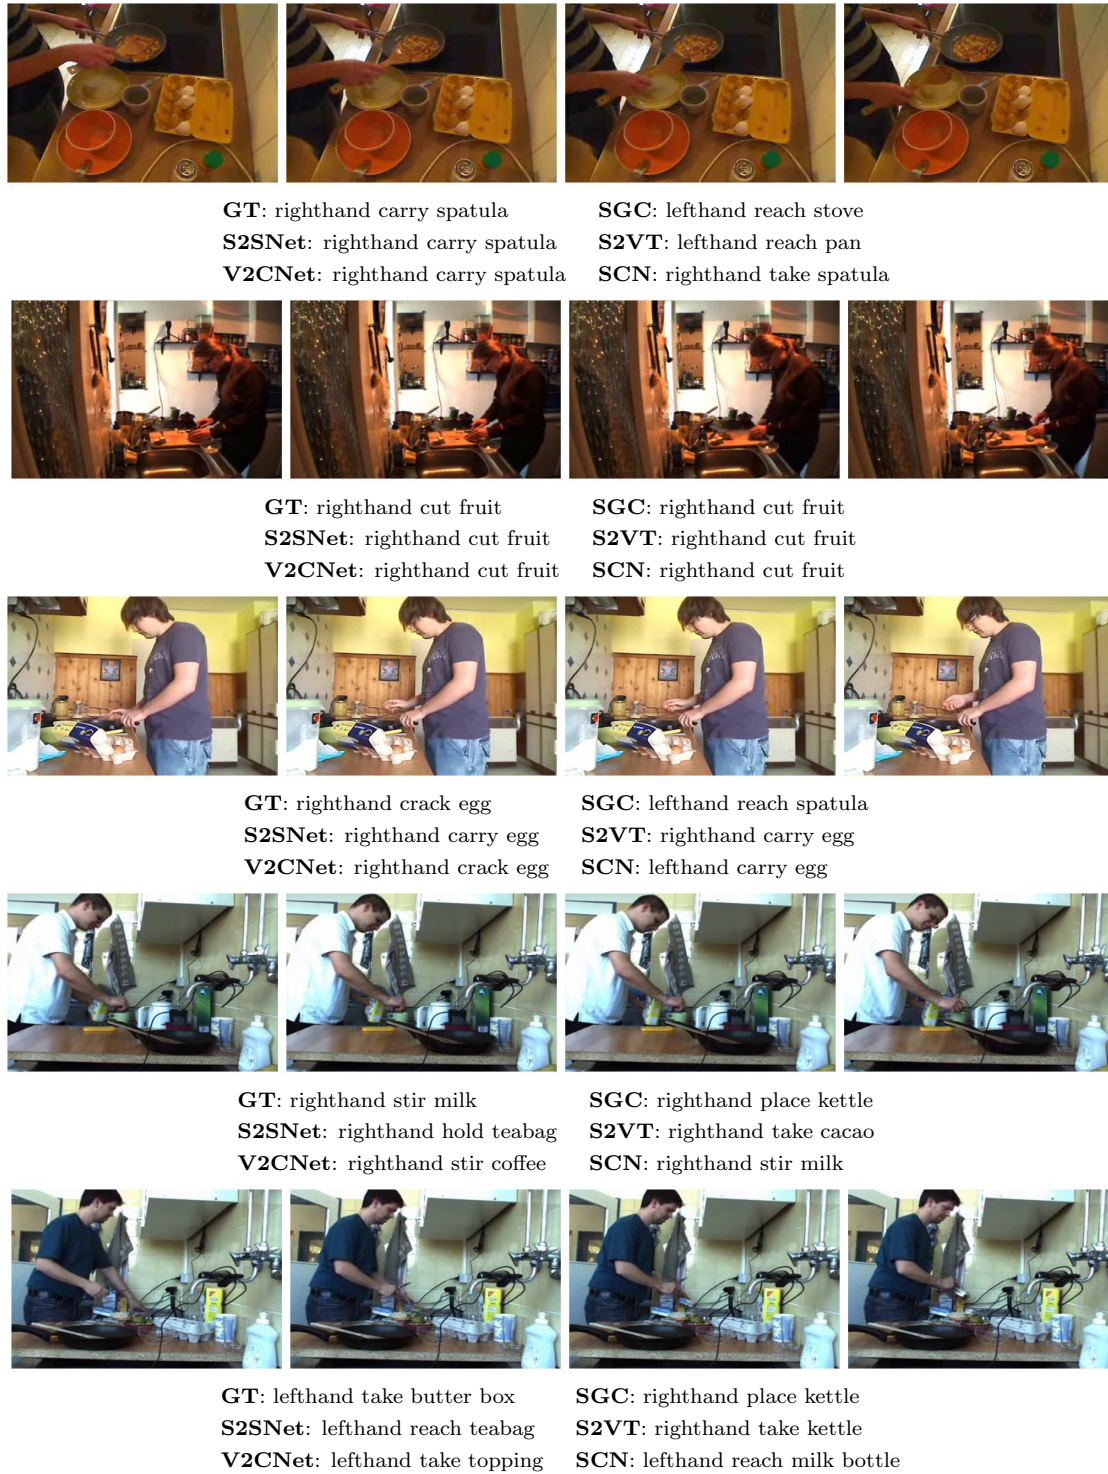 GT: righthand carry spatula SGC: lefthand reach stove
S2SNet: righthand carry spatula S2VT: lefthand reach pan
V2CNet: righthand carry spatula SCN: righthand take spatula
GT: righthand cut fruit SGC: righthand cut fruit
S2SNet: righthand cut fruit S2VT: righthand cut fruit
V2CNet: righthand cut fruit SCN: righthand cut fruit
GT: righthand crack egg SGC: lefthand reach spatula
S2SNet: righthand carry egg S2VT: righthand carry egg
V2CNet: righthand crack egg SCN: lefthand carry egg
GT: righthand stir milk SGC: righthand place kettle
S2SNet: righthand hold teabag S2VT: righthand take cacao
V2CNet: righthand stir coffee SCN: righthand stir milk
GT: lefthand take butter box SGC: righthand place kettle
S2SNet: lefthand reach teabag S2VT: righthand take kettle
V2CNet: lefthand take topping SCN: lefthand reach milk bottle